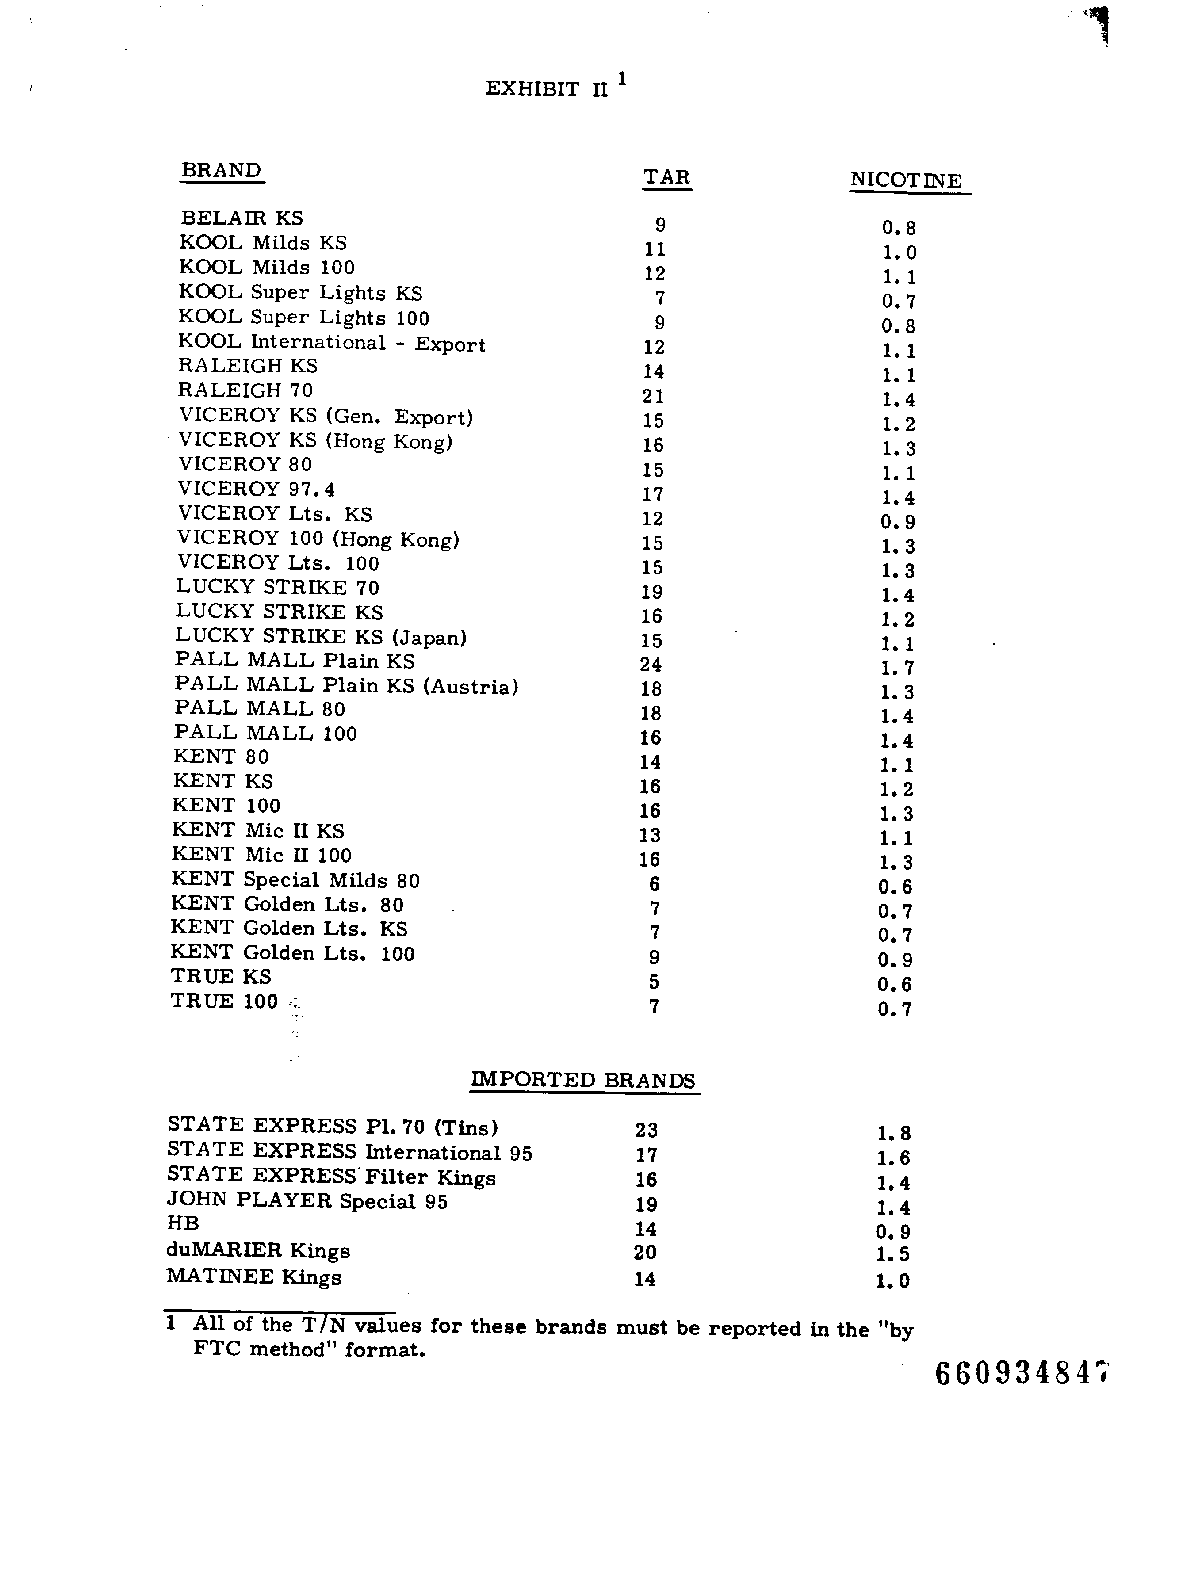 EXHIBIT II 1
BRAND TAR NICOTINE
BELAIR KS 9 0.8
KOOL Milds KS 11 1.0
KOOL Milds 100 12 1.1
KOOL Super Lights KS 7 0.7
KOOL Super Lights 100 9 0.8
KOOL International - Export 12 1.1
RALEIGH KS 14 1.1
RALEIGH 70 21 1.4
VICEROY KS (Gen. Export) 15 1.2
VICEROY KS (Hong Kong) 16 1.3
VICEROY 80 15 1.1
VICEROY 97.4 17 1.4
VICEROY Lts. KS 12 0.9
VICEROY 100 (Hong Kong) 15 1.3
VICEROY Lts. 100 15 1.3
LUCKY STRIKE 70 19 1.4
LUCKY STRIKE KS 16 1.2
LUCKY STRIKE KS (Japan) 15 1.1
PALL MALL Plain KS 24 1.7
PALL MALL Plain KS (Austria) 18 1.3
PALL MALL 80 18 1.4
PALL MALL 100 16 1.4
KENT 80 14 1.1
KENT KS 16 1.2
KENT 100 16 1.3
KENT Mic II KS 13 1.1
KENT Mic II 100 16 1.3
KENT Special Milds 80 6 0.6
KENT Golden Lts. 80 7 0.7
KENT Golden Lts. KS 7 0.7
KENT Golden Lts. 100 9 0.9
TRUE KS 5 0.6
TRUE 100 7 0.7
IMPORTED BRANDS
STATE EXPRESS Pl. 70 (Tins) 23 1.8
STATE EXPRESS International 95 17 1.6
STATE EXPRESS Filter Kings 16 1.4
JOHN PLAYER Special 95 19 1.4
HB 14 0.9
duMARIER Kings 20 1.5
MATINEE Kings 14 1.0
1 All of the T/N values for these brands must be reported in the "by
FTC method" format.
660934847